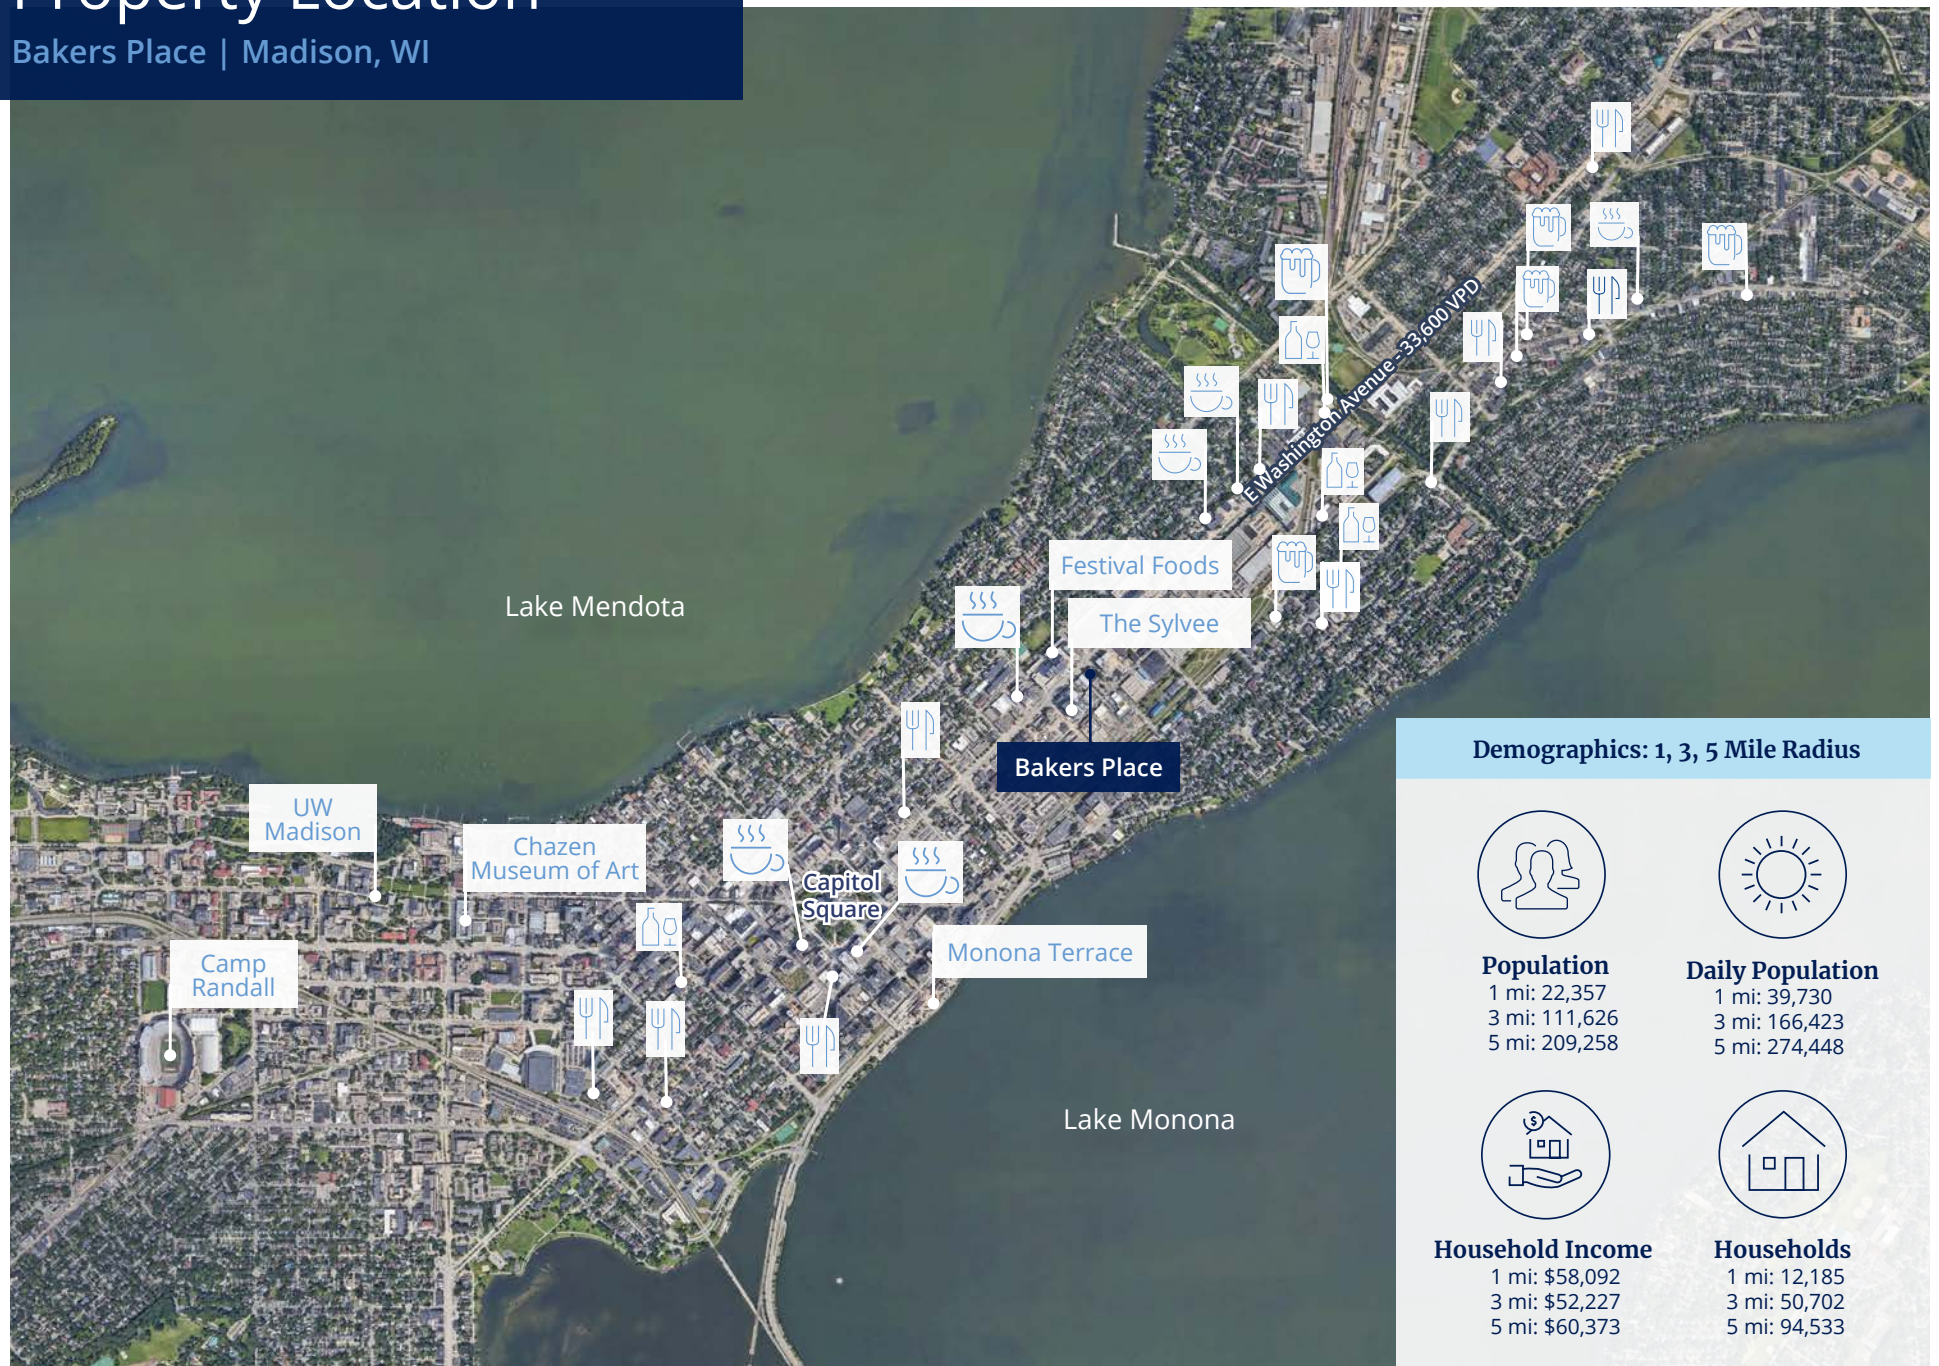 Property Location
Bakers Place | Madison, WI
E Washington Avenue - 33,600 VPD
Festival Foods
The Sylvee
Lake Mendota
Bakers Place
UW
Madison
Chazen
Museum of Art
Capitol
Square
Camp
Randall
Monona Terrace
Lake Monona
Demographics: 1, 3, 5 Mile Radius
Population
1 mi: 22,357
3 mi: 111,626
5 mi: 209,258
Daily Population
1 mi: 39,730
3 mi: 166,423
5 mi: 274,448
$
Household Income
1 mi: $58,092
3 mi: $52,227
5 mi: $60,373
Households
1 mi: 12,185
3 mi: 50,702
5 mi: 94,533